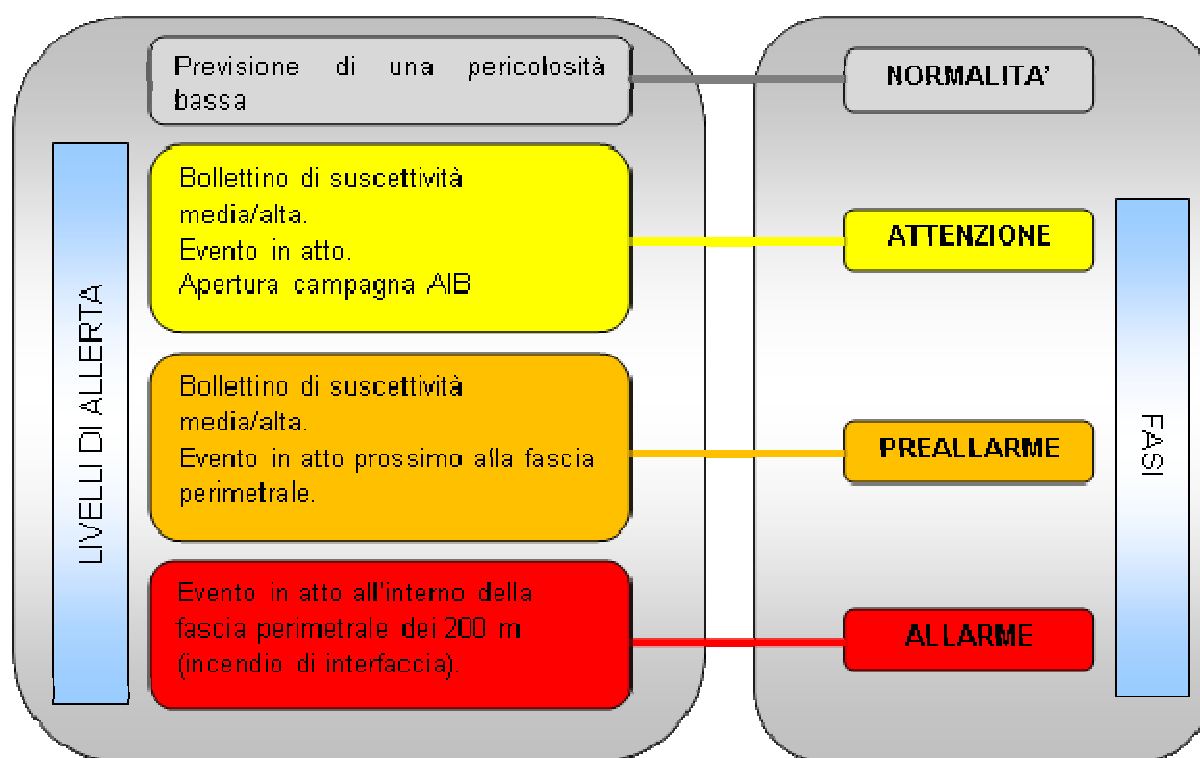 Previsione di una pericolosità
bassa
NORMALITA'
LIVELLI DI ALLERTA
Bollettino di suscettività
media/alta.
Evento in atto.
Apertura campagna AIB
ATTENZIONE
FASI
Bollettino di suscettività
media/alta.
Evento in atto prossimo alla fascia
perimetrale.
PREALLARME
Evento in atto all'interno della
fascia perimetrale dei 200 m
(incendio di interfaccia).
ALLARME